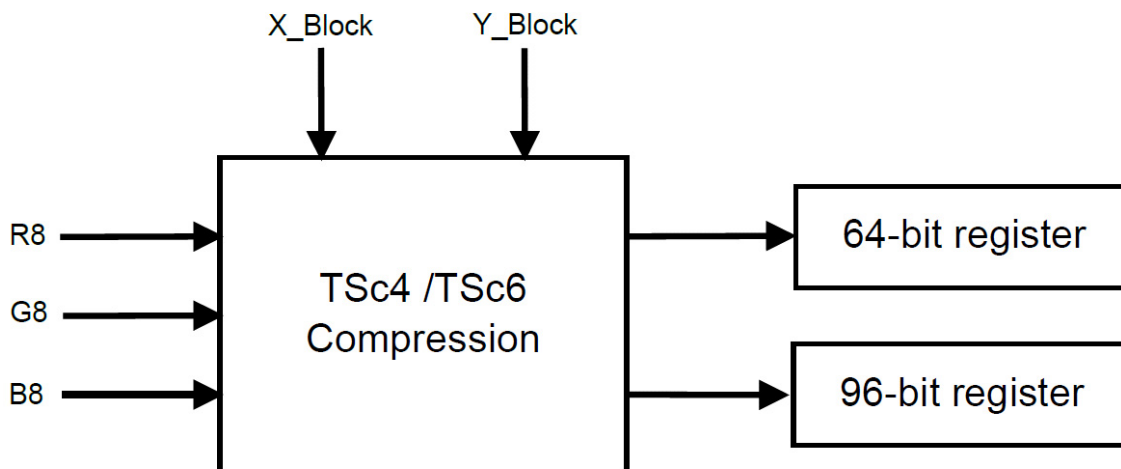 X_Block
Y_Block
R8
G8
B8
TSc4 /TSc6
Compression
64-bit register
96-bit register